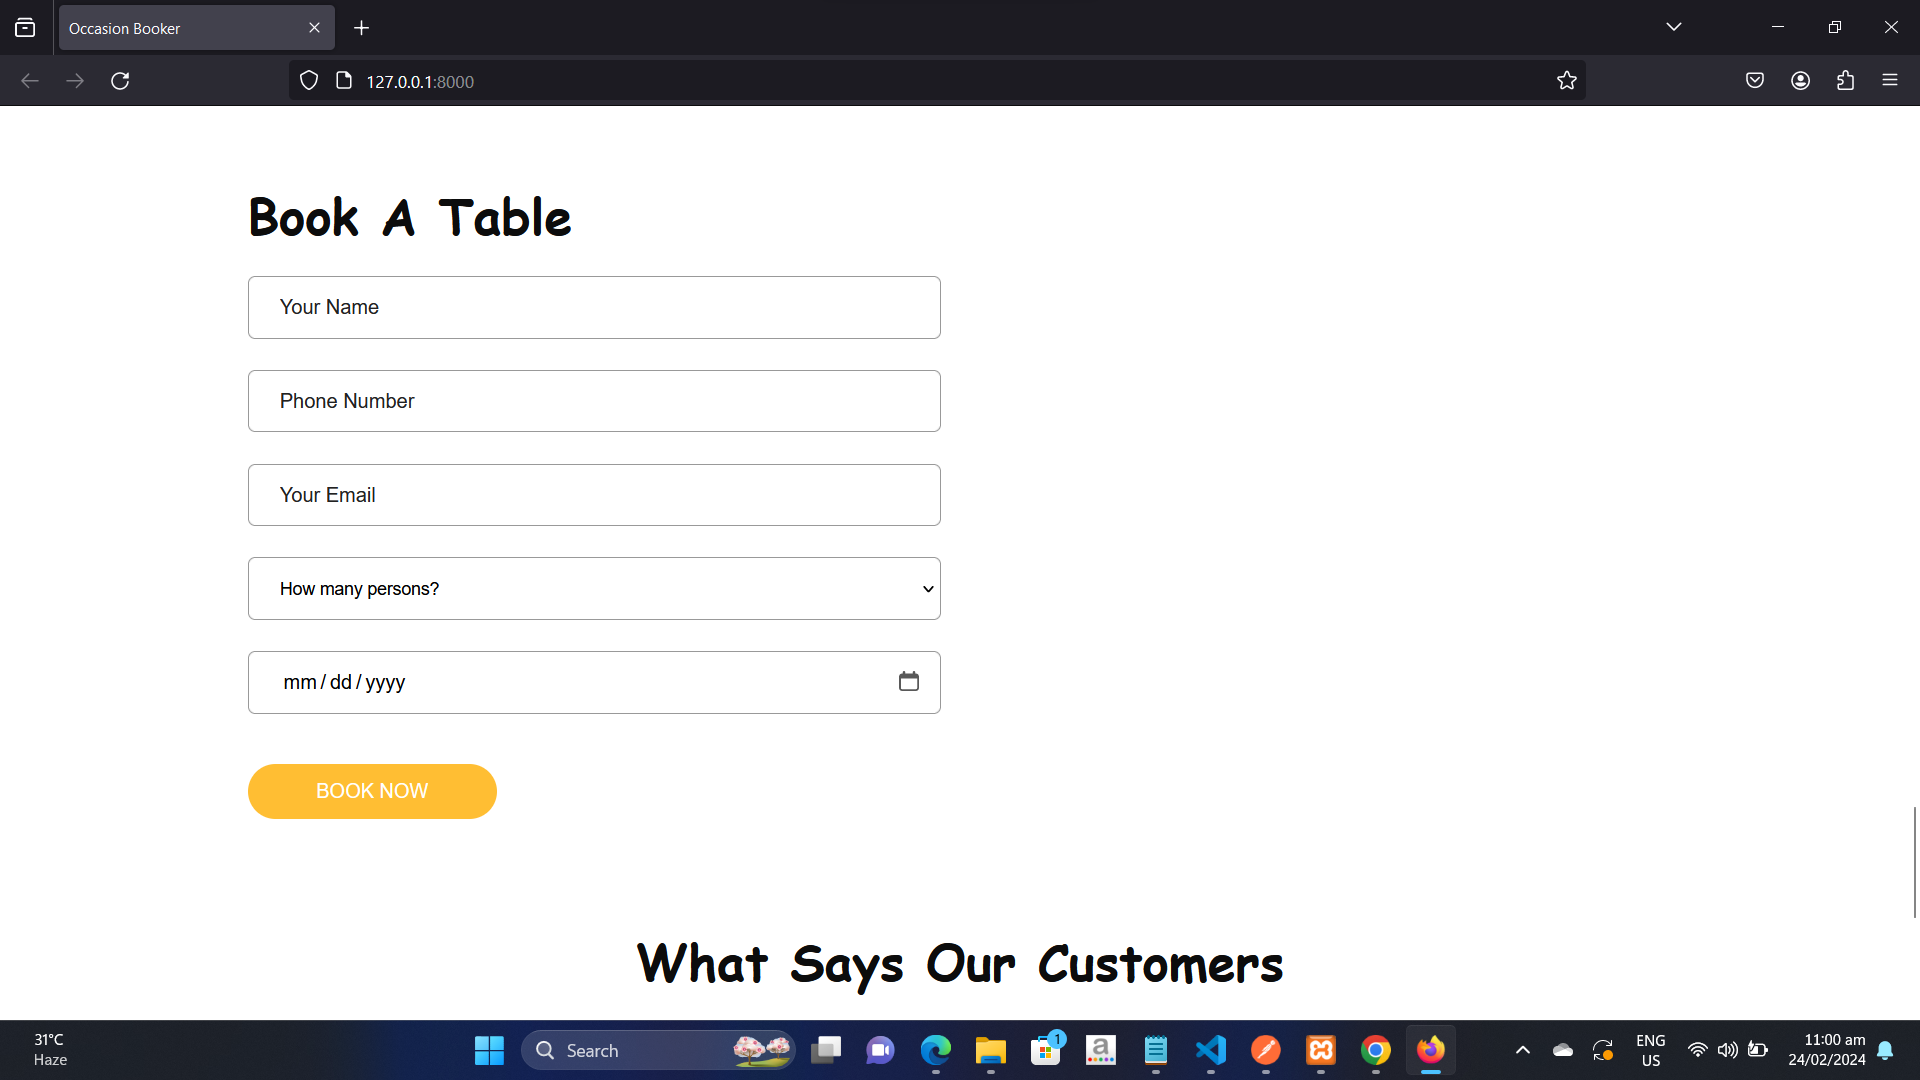 Occasion Booker
127.0.0.1:8000
Book A Table
Your Name
Phone Number
Your Email
How many persons?
mm / dd / yyyy
BOOK NOW
What Says Our Customers
31°C
Haze
Search
1
a
ENG
US
11:00 am
24/02/2024